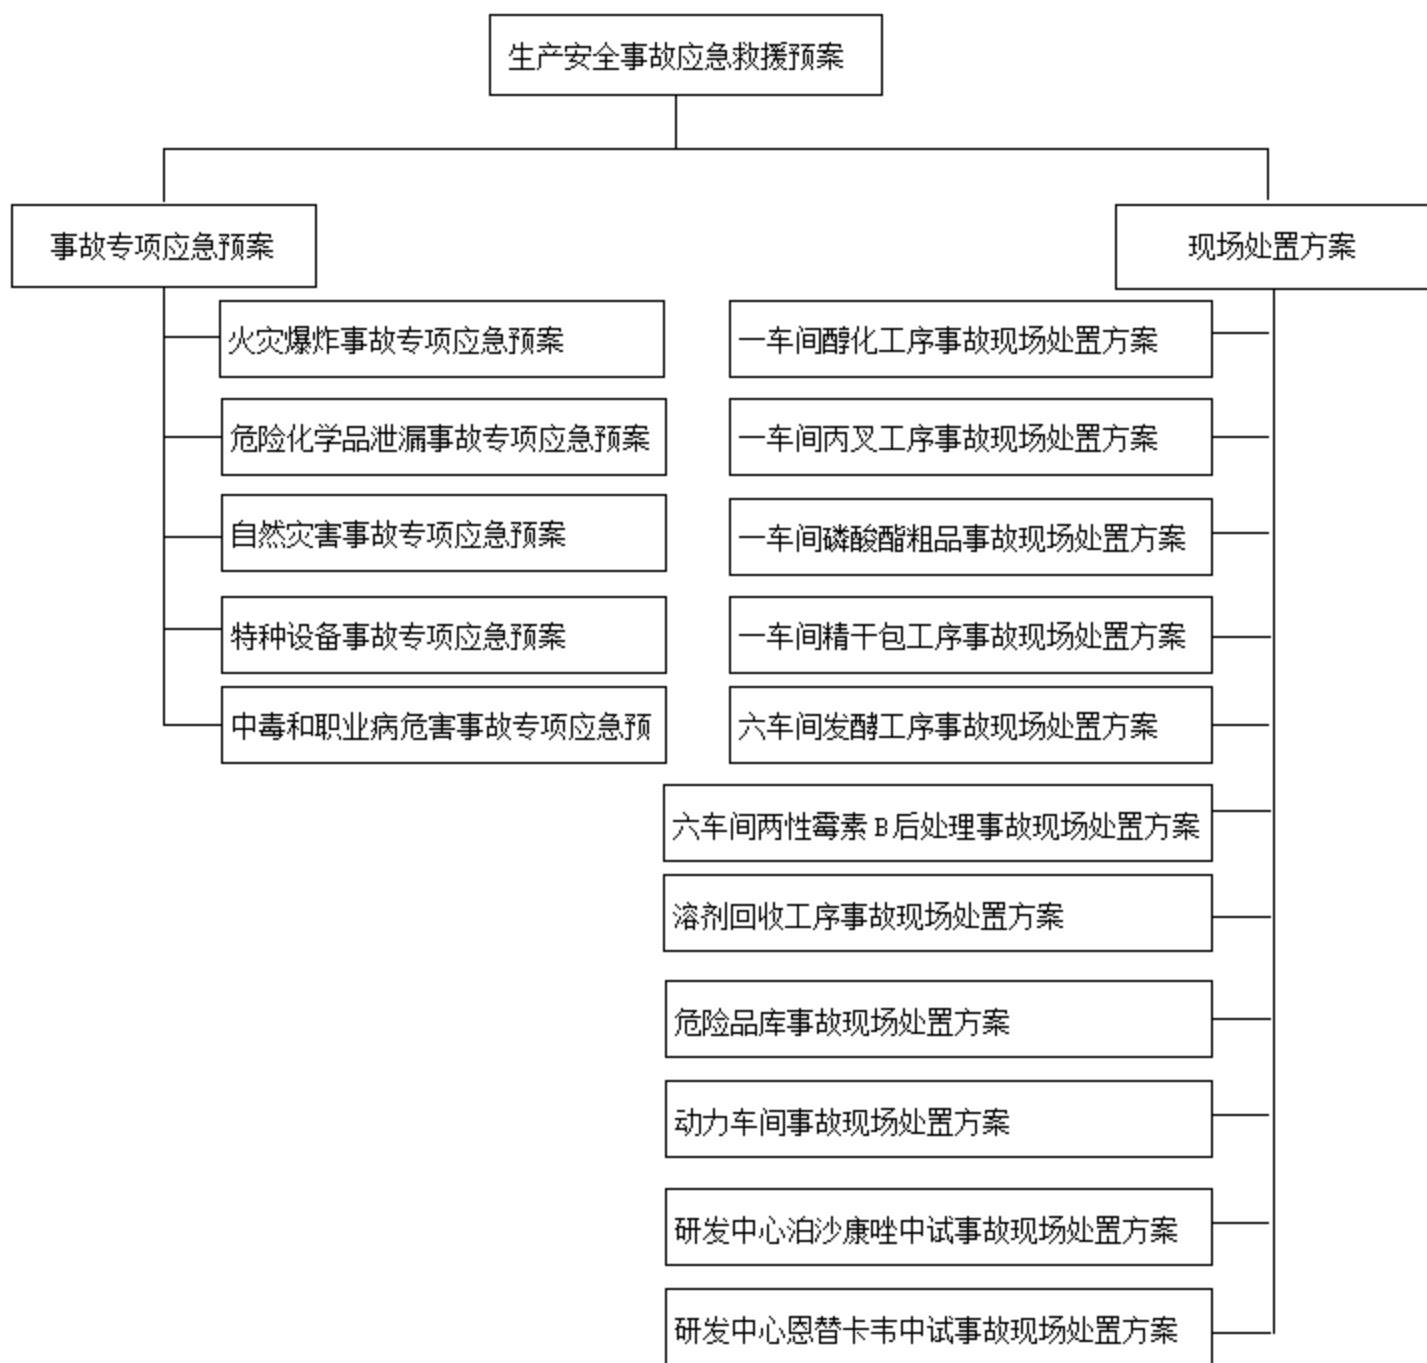 生产安全事故应急救援预案
事故专项应急预案
现场处置方案
火灾爆炸事故专项应急预案
危险化学品泄漏事故专项应急预案
自然灾害事故专项应急预案
特种设备事故专项应急预案
中毒和职业病危害事故专项应急预
一车间醇化工序事故现场处置方案
一车间丙叉工序事故现场处置方案
一车间磷酸酯粗品事故现场处置方案
一车间精干包工序事故现场处置方案
六车间发酵工序事故现场处置方案
六车间两性霉素 B 后处理事故现场处置方案
溶剂回收工序事故现场处置方案
危险品库事故现场处置方案
动力车间事故现场处置方案
研发中心泊沙康唑中试事故现场处置方案
研发中心恩替卡韦中试事故现场处置方案